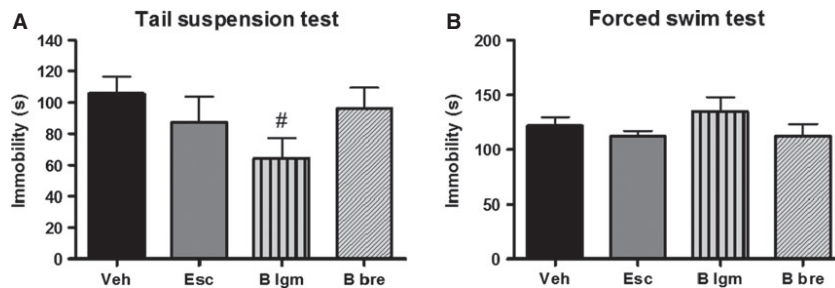 A
Tail suspension test
Immobility (s)
140
120
100
80
60
40
20
0
#
Veh Esc B lgm B bre
B
Forced swim test
Immobility (s)
200
150
100
50
0
Veh Esc B lgm B bre